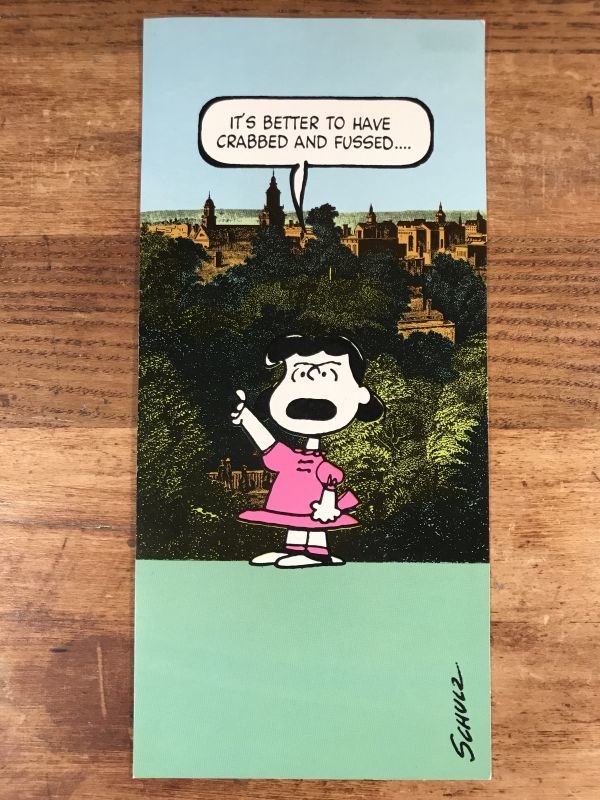 IT'S BETTER TO HAVE
CRABBED AND FUSSED....
SCHULZ